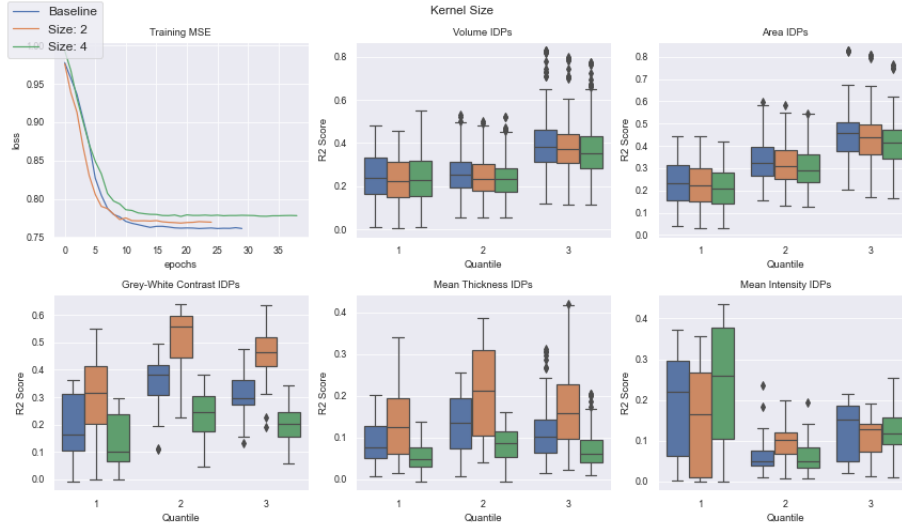 Kernel Size
Baseline
Size: 2
Size: 4
Training MSE
1.00
0.95
0.90
0.85
0.80
0.75
loss
0 5 10 15 20 25 30 35
epochs
Volume IDPs
0.8
0.6
0.4
0.2
0.0
R2 Score
1 2 3
Quantile
Area IDPs
0.8
0.7
0.6
0.5
0.4
0.3
0.2
0.1
0.0
R2 Score
1 2 3
Quantile
Grey-White Contrast IDPs
0.6
0.5
0.4
0.3
0.2
0.1
0.0
R2 Score
1 2 3
Quantile
Mean Thickness IDPs
0.4
0.3
0.2
0.1
0.0
R2 Score
1 2 3
Quantile
Mean Intensity IDPs
0.4
0.3
0.2
0.1
0.0
R2 Score
1 2 3
Quantile